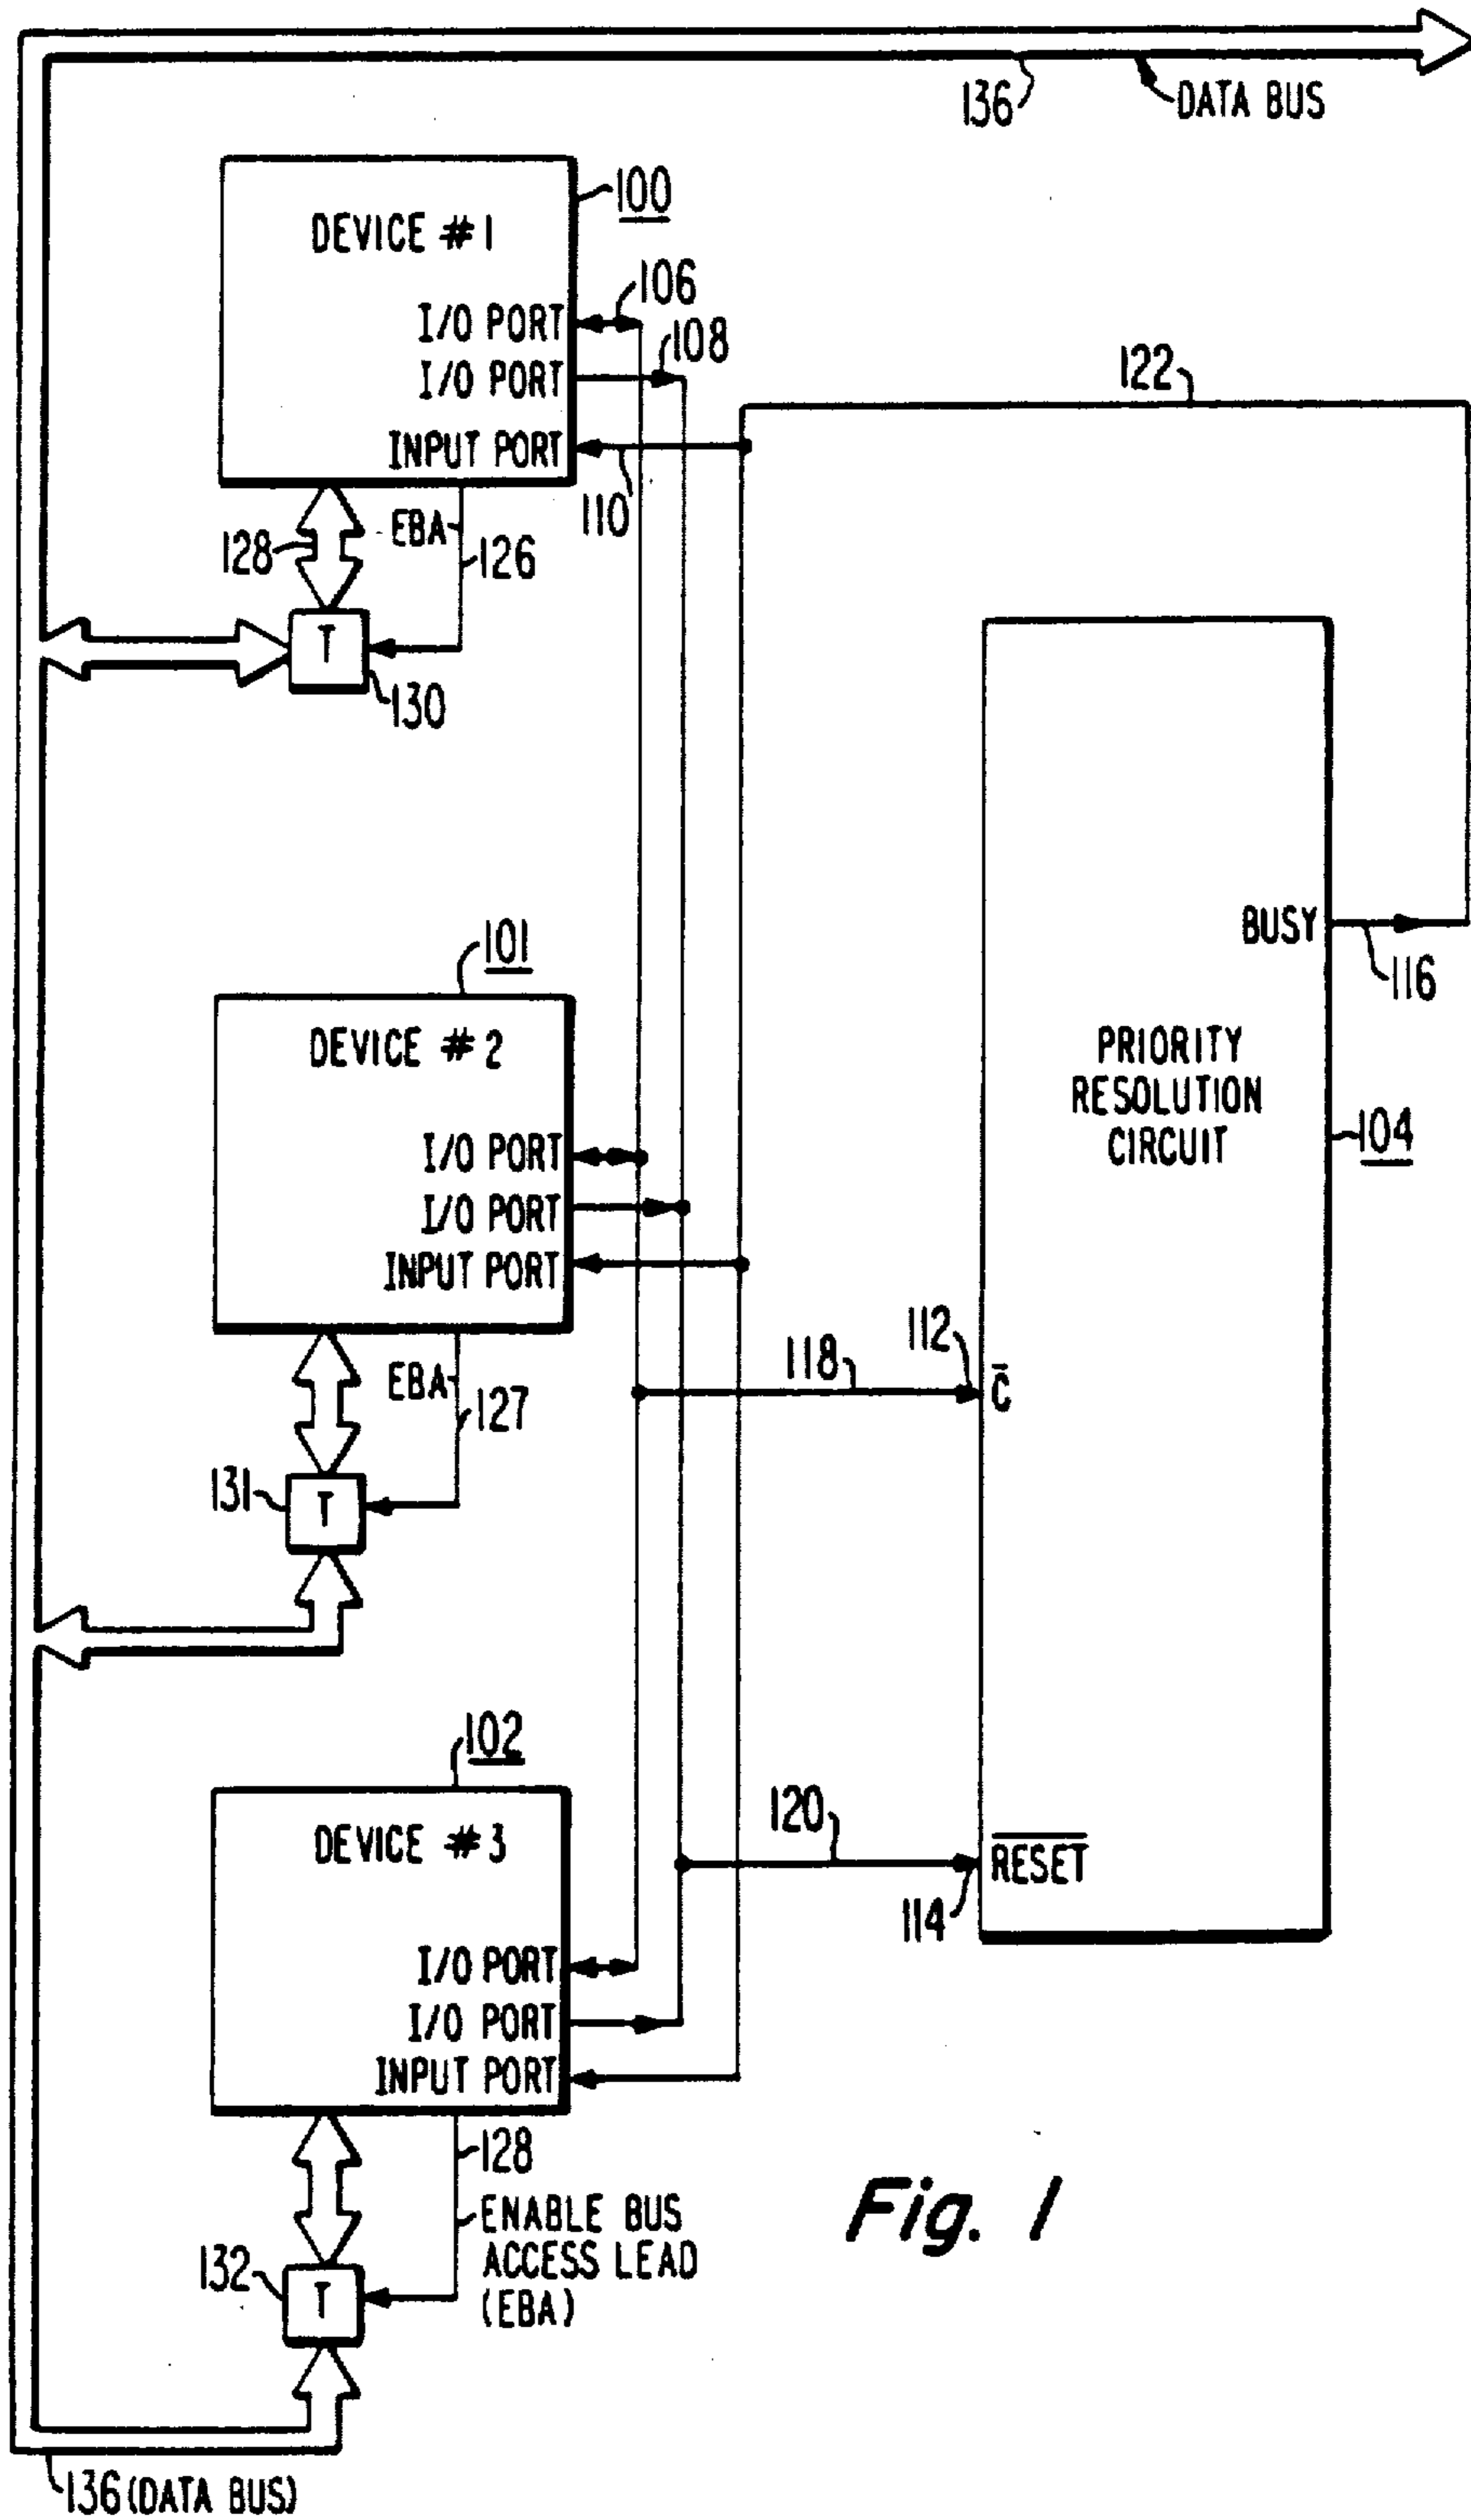 136
DATA BUS
100
DEVICE #1
106
I/O PORT
108
I/O PORT
122
INPUT PORT
110
EBA
128
126
T
130
BUSY
116
101
DEVICE #2
PRIORITY
RESOLUTION
CIRCUIT
104
I/O PORT
I/O PORT
INPUT PORT
112
118
C̅
EBA
127
131
T
102
DEVICE #3
120
R̅E̅S̅E̅T̅
114
I/O PORT
I/O PORT
INPUT PORT
128
ENABLE BUS
ACCESS LEAD
(EBA)
132
T
Fig. 1
136 (DATA BUS)